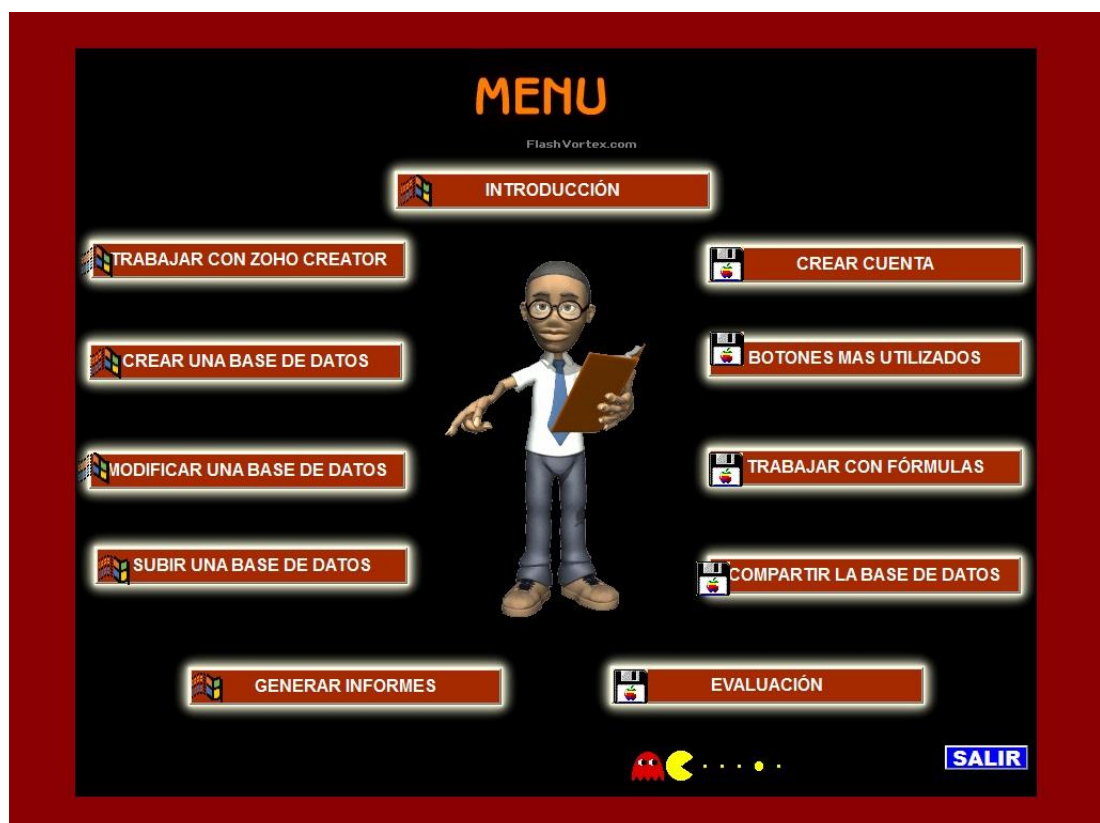 MENU
FlashVortex.com
INTRODUCCIÓN
TRABAJAR CON ZOHO CREATOR
CREAR CUENTA
CREAR UNA BASE DE DATOS
BOTONES MAS UTILIZADOS
MODIFICAR UNA BASE DE DATOS
TRABAJAR CON FÓRMULAS
SUBIR UNA BASE DE DATOS
COMPARTIR LA BASE DE DATOS
GENERAR INFORMES
EVALUACIÓN
SALIR